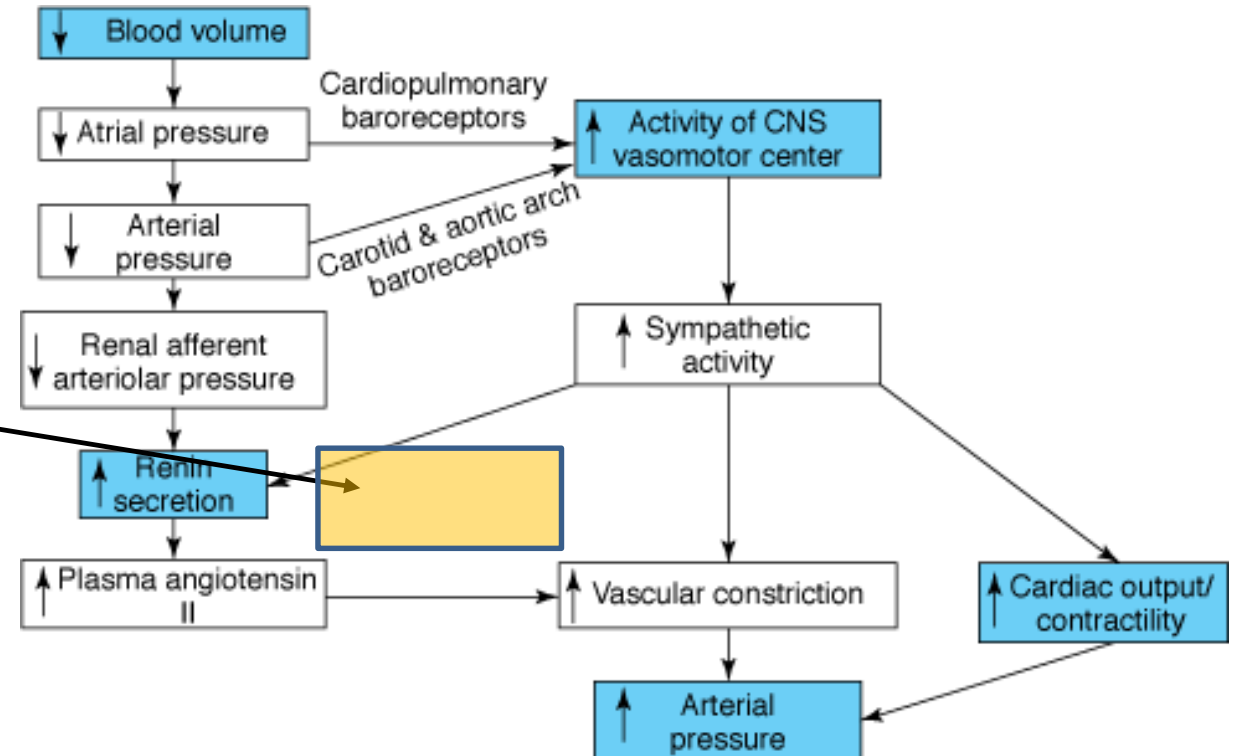 Blood volume
Cardiopulmonary
baroreceptors
Atrial pressure
Activity of CNS
vasomotor center
Arterial
pressure
Carotid & aortic arch
baroreceptors
Renal afferent
arteriolar pressure
Sympathetic
activity
Renin
secretion
Plasma angiotensin
II
Vascular constriction
Cardiac output/
contractility
Arterial
pressure